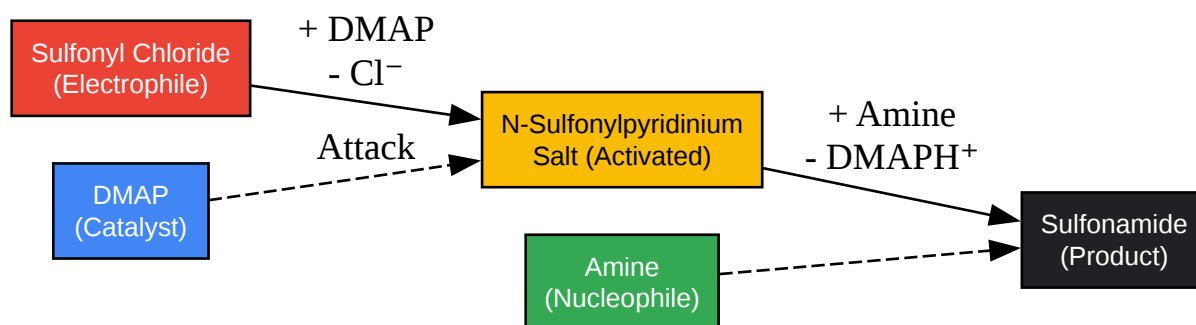 Sulfonyl Chloride
(Electrophile)
+ DMAP
- Cl⁻
N-Sulfonylpyridinium
Salt (Activated)
Attack
DMAP
(Catalyst)
+ Amine
- DMAPH⁺
Sulfonamide
(Product)
Amine
(Nucleophile)